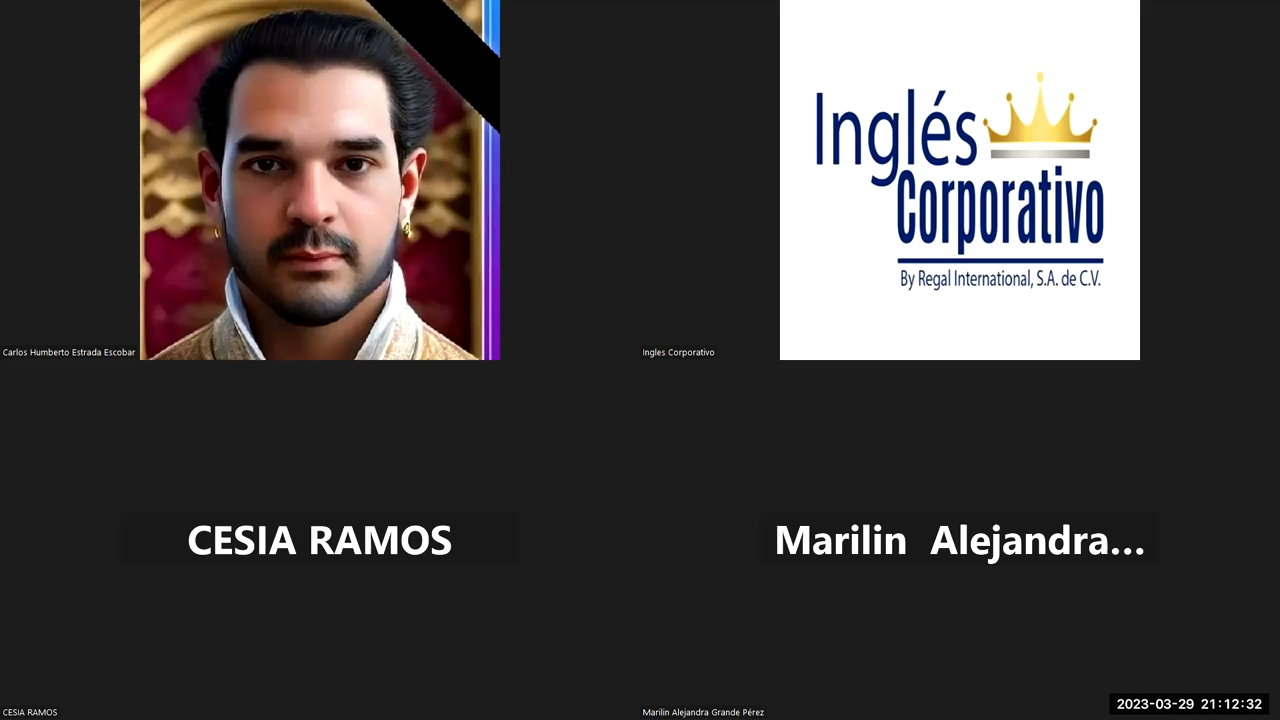 Inglés
Corporativo
By Regal International, S.A. de C.V.
Carlos Humberto Estrada Escobar
Ingles Corporativo
CESIA RAMOS
Marilin Alejandra...
CESIA RAMOS
Marilin Alejandra Grande Pérez
2023-03-29 21:12:32